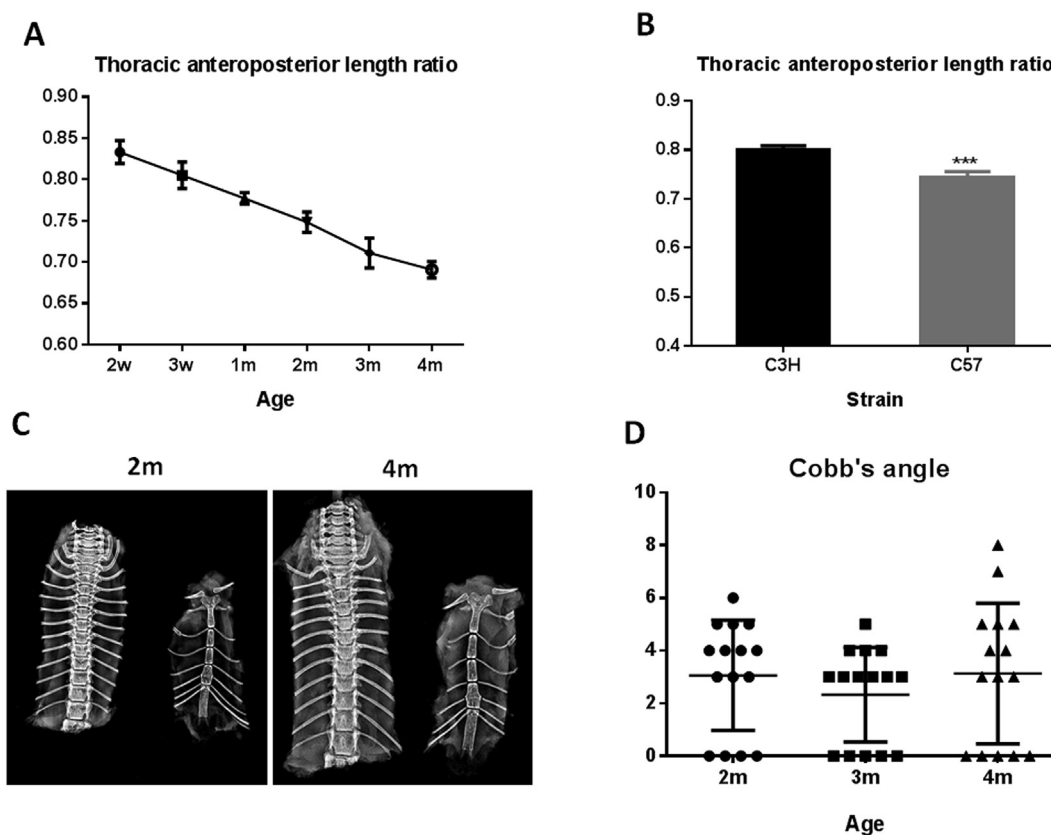 A
Thoracic anteroposterior length ratio
0.90
0.85
0.80
0.75
0.70
0.65
0.60
2w 3w 1m 2m 3m 4m
Age
B
Thoracic anteroposterior length ratio
0.9
0.8
0.7
0.6
0.5
0.4
***
C3H C57
Strain
C
2m 4m
D
Cobb's angle
10
8
6
4
2
0
2m 3m 4m
Age